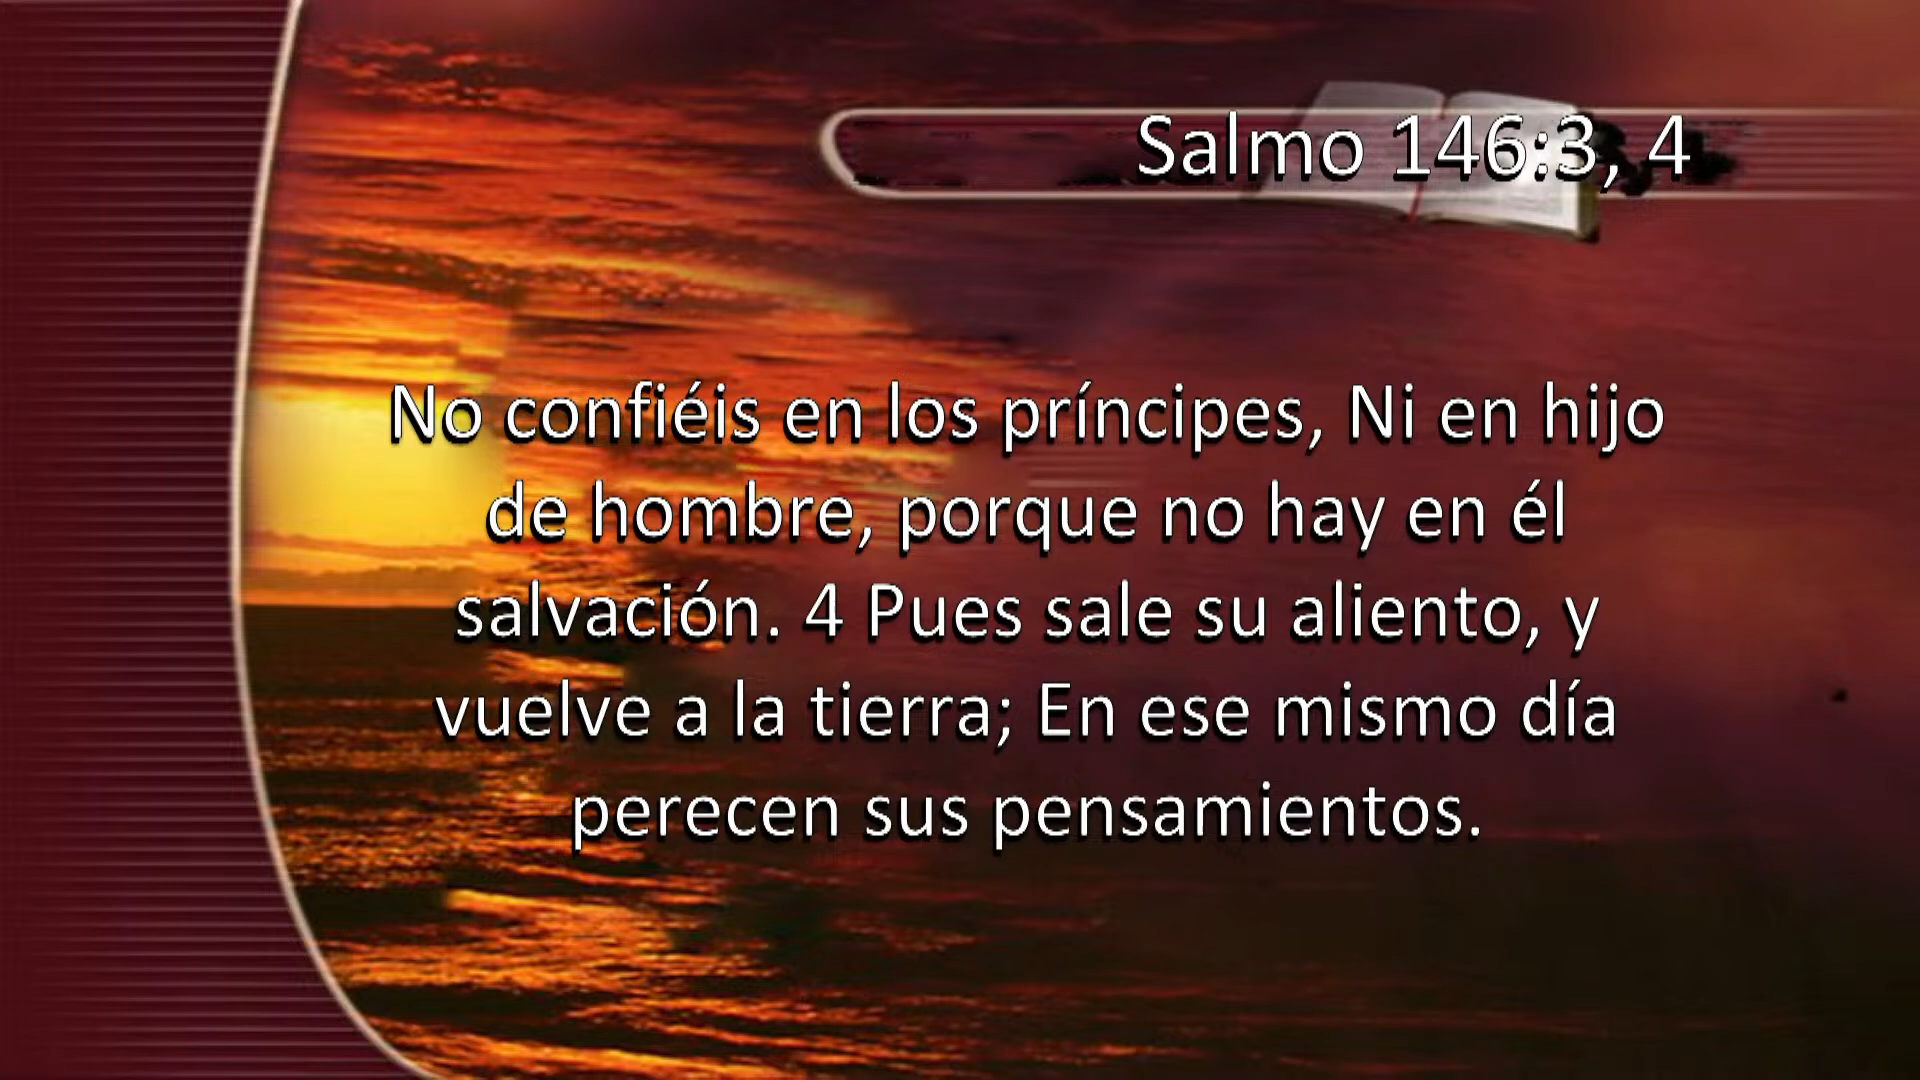 Salmo 146:3, 4
No confiéis en los príncipes, Ni en hijo
de hombre, porque no hay en él
salvación. 4 Pues sale su aliento, y
vuelve a la tierra; En ese mismo día
perecen sus pensamientos.